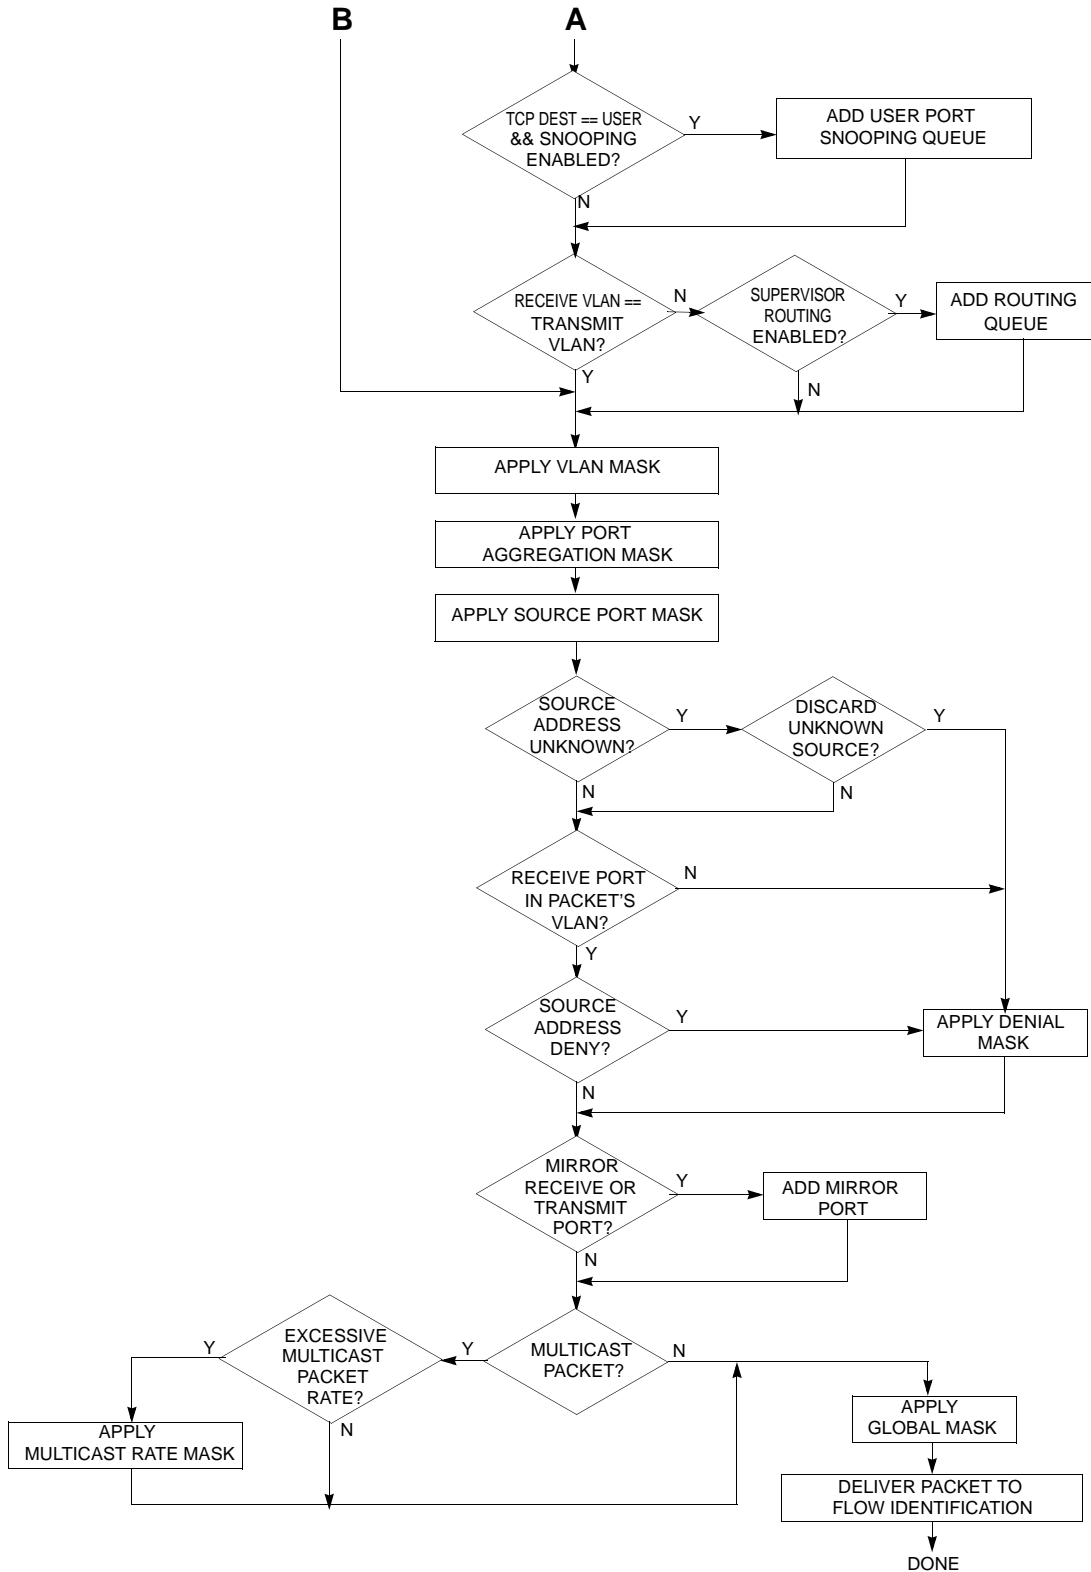 B
A
TCP DEST == USER
&& SNOOPING
ENABLED?
Y
ADD USER PORT
SNOOPING QUEUE
N
RECEIVE VLAN ==
TRANSMIT
VLAN?
N
SUPERVISOR
ROUTING
ENABLED?
Y
ADD ROUTING
QUEUE
Y
N
APPLY VLAN MASK
APPLY PORT
AGGREGATION MASK
APPLY SOURCE PORT MASK
SOURCE
ADDRESS
UNKNOWN?
Y
DISCARD
UNKNOWN
SOURCE?
Y
N
N
RECEIVE PORT
IN PACKET'S
VLAN?
N
Y
SOURCE
ADDRESS
DENY?
Y
APPLY DENIAL
MASK
N
MIRROR
RECEIVE OR
TRANSMIT
PORT?
Y
ADD MIRROR
PORT
N
MULTICAST
PACKET?
Y
N
EXCESSIVE
MULTICAST
PACKET
RATE?
Y
N
APPLY
MULTICAST RATE MASK
APPLY
GLOBAL MASK
DELIVER PACKET TO
FLOW IDENTIFICATION
DONE